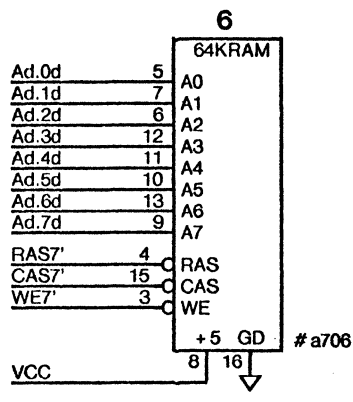 6
64KRAM
Ad.0d 5 A0
Ad.1d 7 A1
Ad.2d 6 A2
Ad.3d 12 A3
Ad.4d 11 A4
Ad.5d 10 A5
Ad.6d 13 A6
Ad.7d 9 A7
RAS7' 4 RAS
CAS7' 15 CAS
WE7' 3 WE
+5 GD # a706
8 16
VCC